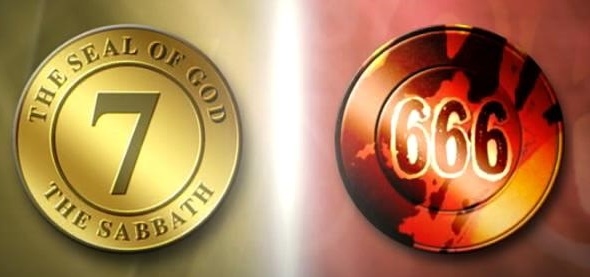 THE SEAL OF GOD
7
THE SABBATH
666